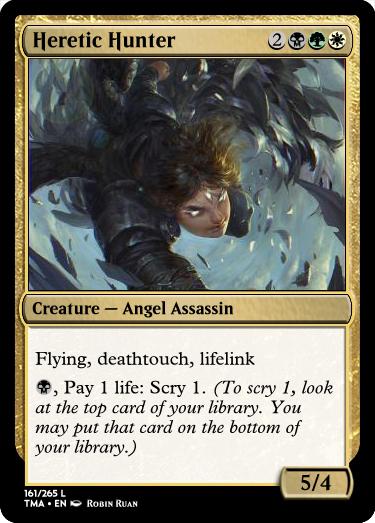 Heretic Hunter 2
Creature — Angel Assassin
Flying, deathtouch, lifelink
, Pay 1 life: Scry 1. (To scry 1, look
at the top card of your library. You
may put that card on the bottom of
your library.)
5/4
161/265 L
TMA • EN Robin Ruan